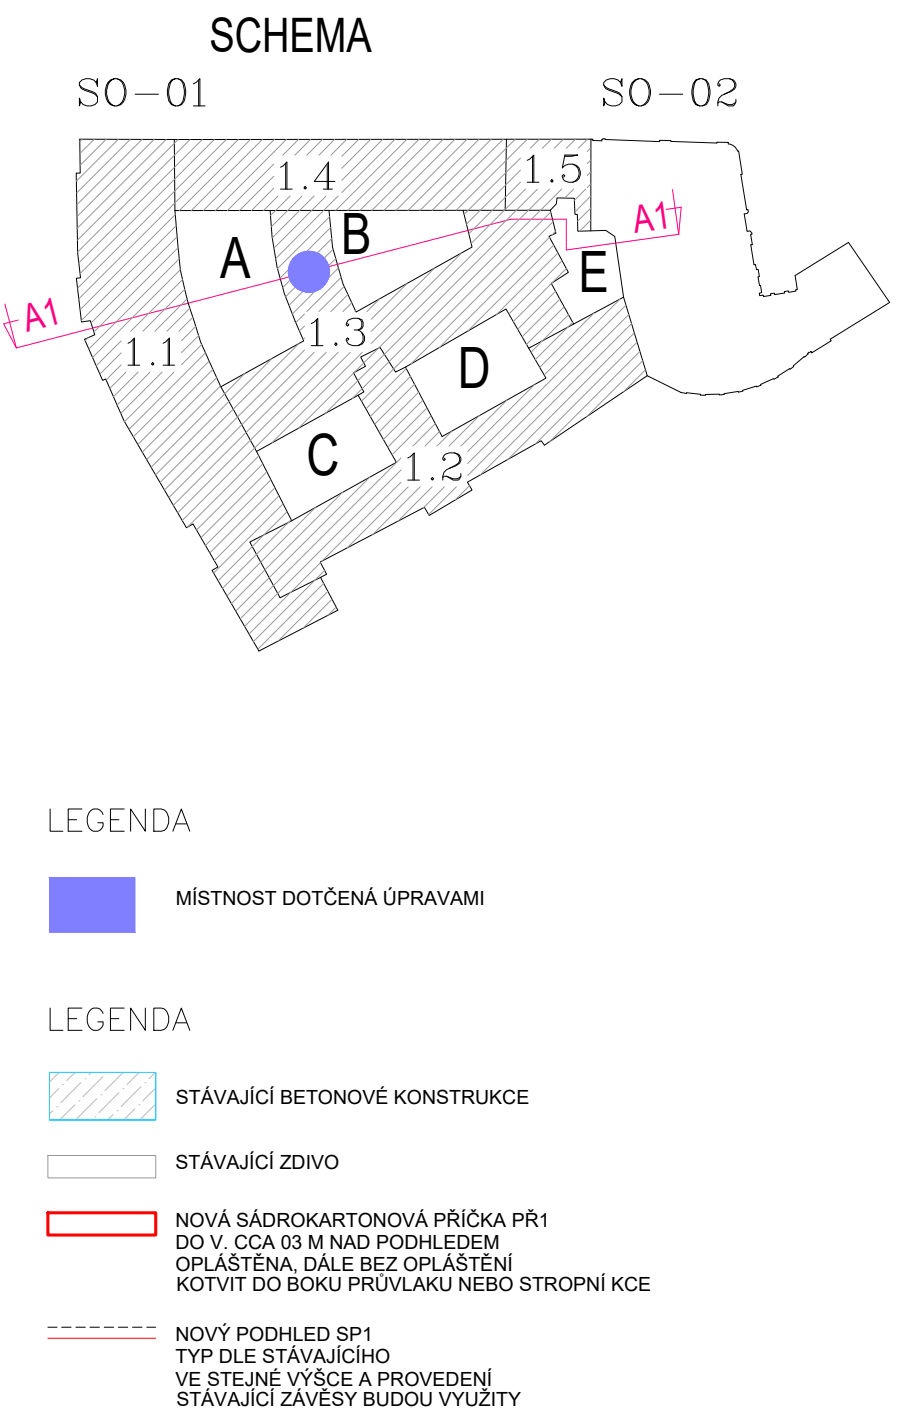 SCHEMA
SO-01
SO-02
1.4
1.5
A
B
A1
E
A1
1.3
1.1
D
C
1.2
LEGENDA
MÍSTNOST DOTČENÁ ÚPRAVAMI
LEGENDA
STÁVAJÍCÍ BETONOVÉ KONSTRUKCE
STÁVAJÍCÍ ZDIVO
NOVÁ SÁDROKARTONOVÁ PŘÍČKA PŘ1
DO V. CCA 03 M NAD PODHLEDEM
OPLÁŠTĚNA, DÁLE BEZ OPLÁŠTĚNÍ
KOTVIT DO BOKU PRŮVLAKU NEBO STROPNÍ KCE
NOVÝ PODHLED SP1
TYP DLE STÁVAJÍCÍHO
VE STEJNÉ VÝŠCE A PROVEDENÍ
STÁVAJÍCÍ ZÁVĚSY BUDOU VYUŽITY